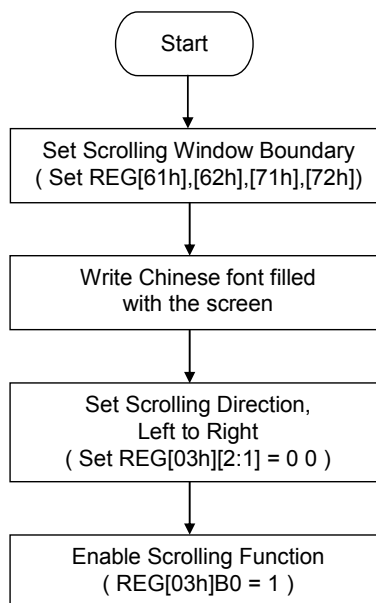 Start
Set Scrolling Window Boundary
( Set REG[61h],[62h],[71h],[72h])
Write Chinese font filled
with the screen
Set Scrolling Direction,
Left to Right
( Set REG[03h][2:1] = 0 0 )
Enable Scrolling Function
( REG[03h]B0 = 1 )